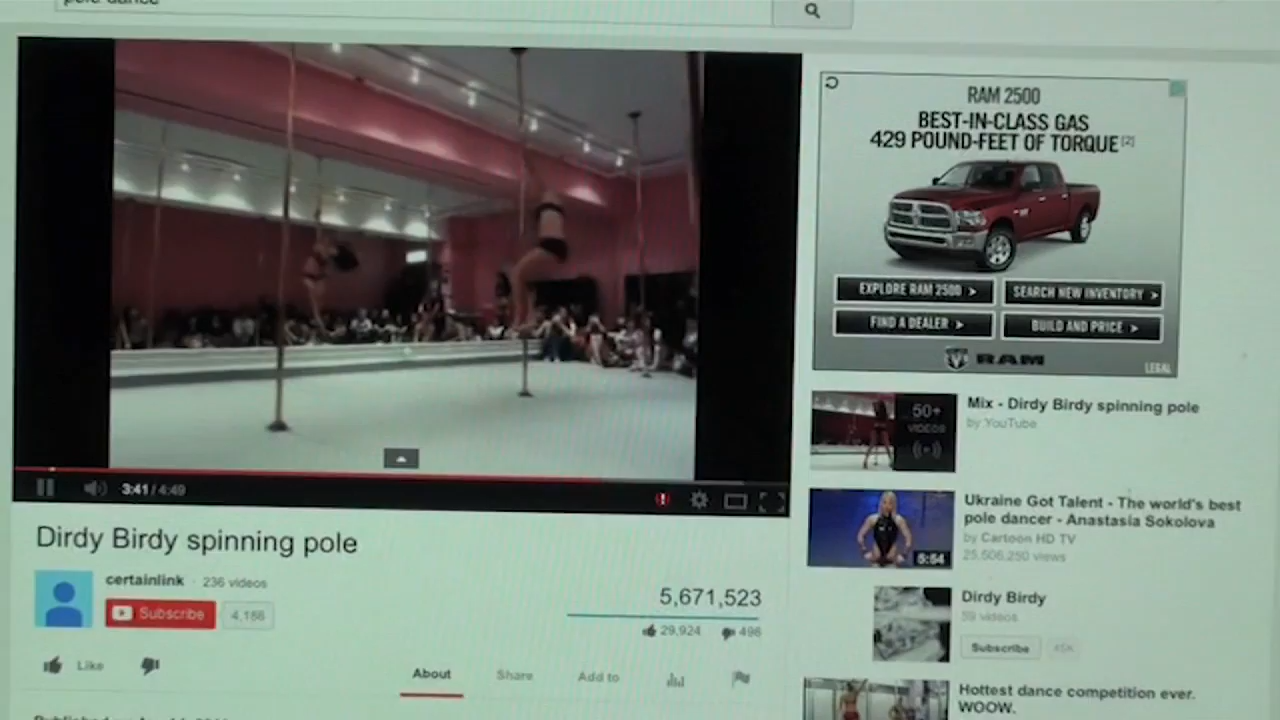 pole dance
RAM 2500
BEST-IN-CLASS GAS
429 POUND-FEET OF TORQUE [2]
EXPLORE RAM 2500 >
SEARCH NEW INVENTORY >
FIND A DEALER >
BUILD AND PRICE >
RAM
LEGAL
3:41 / 4:49
Dirdy Birdy spinning pole
certainlink · 236 videos
Subscribe
4,186
5,671,523
29,924
496
Like
About
Share
Add to
50+
VIDEOS
Mix - Dirdy Birdy spinning pole
by YouTube
5:54
Ukraine Got Talent - The world's best
pole dancer - Anastasia Sokolova
by Cartoon HD TV
25,506,250 views
Dirdy Birdy
59 videos
Subscribe
45K
Hottest dance competition ever.
WOOW.